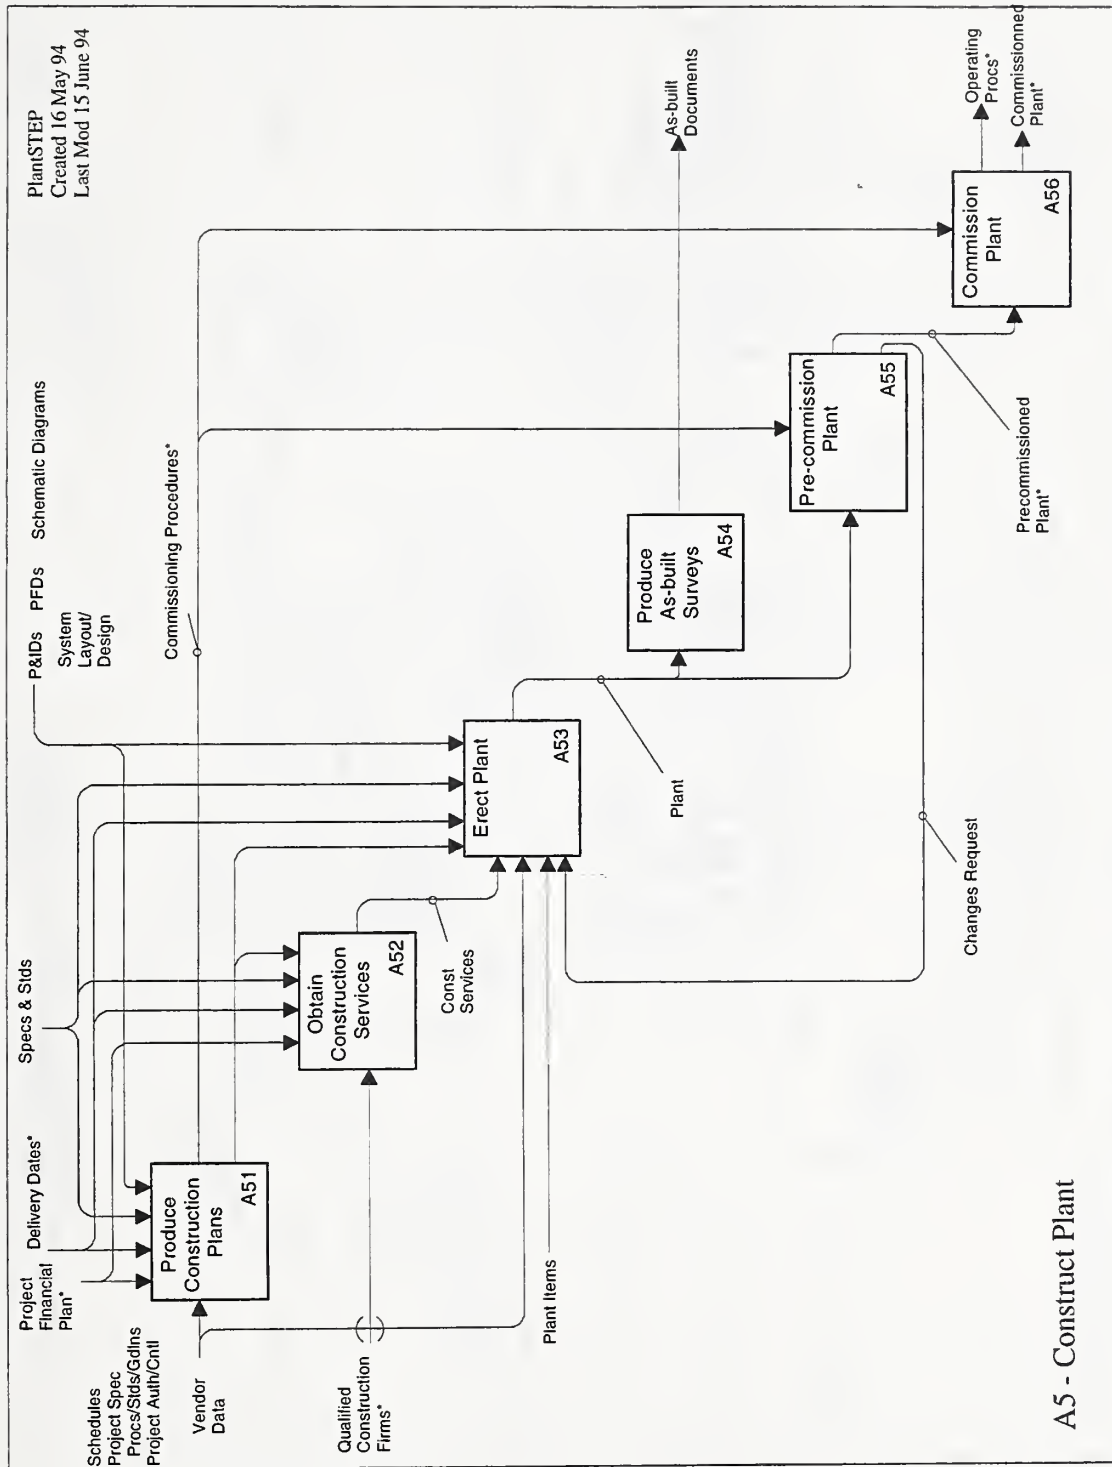 PlantSTEP
Created 16 May 94
Last Mod 15 June 94
Schedules
Project Spec
Procs/Stds/Gdlns
Project Auth/Cntl
Project
Financial
Plan*
Delivery Dates*
Specs & Stds
P&IDs PFDs Schematic Diagrams
System
Layout/
Design
Vendor
Data
Produce
Construction
Plans
A51
Commissioning Procedures*
Qualified
Construction
Firms*
Obtain
Construction
Services
A52
Const
Services
Plant Items
Erect Plant
A53
Plant
Produce
As-built
Surveys
A54
As-built
Documents
Pre-commission
Plant
A55
Changes Request
Precommissioned
Plant*
Commission
Plant
A56
Operating
Procs*
Commissionned
Plant*
A5 - Construct Plant